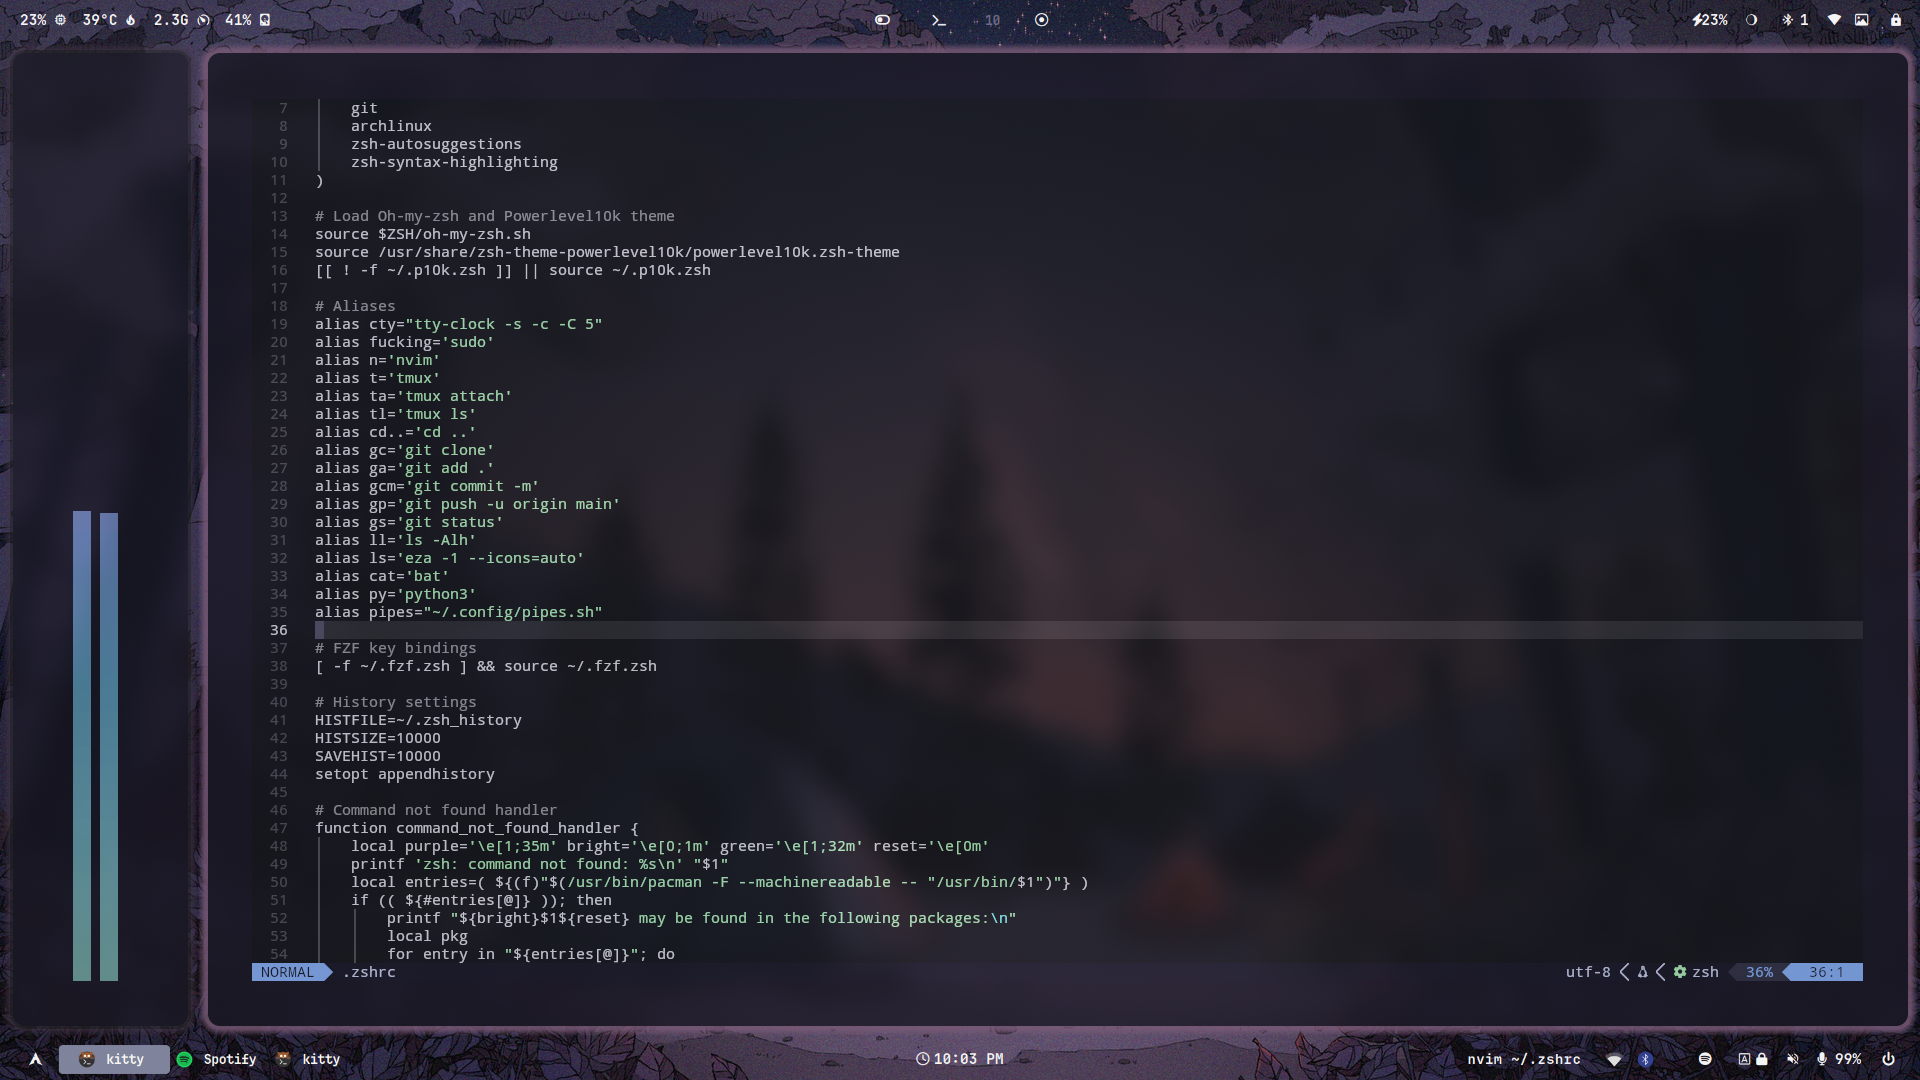 23% 39°C 2.3G 41% 10 23% 1
7 git
8 archlinux
9 zsh-autosuggestions
10 zsh-syntax-highlighting
11 )
12
13 # Load Oh-my-zsh and Powerlevel10k theme
14 source $ZSH/oh-my-zsh.sh
15 source /usr/share/zsh-theme-powerlevel10k/powerlevel10k.zsh-theme
16 [[ ! -f ~/.p10k.zsh ]] || source ~/.p10k.zsh
17
18 # Aliases
19 alias cty="tty-clock -s -c -C 5"
20 alias fucking='sudo'
21 alias n='nvim'
22 alias t='tmux'
23 alias ta='tmux attach'
24 alias tl='tmux ls'
25 alias cd..='cd ..'
26 alias gc='git clone'
27 alias ga='git add .'
28 alias gcm='git commit -m'
29 alias gp='git push -u origin main'
30 alias gs='git status'
31 alias ll='ls -Alh'
32 alias ls='eza -1 --icons=auto'
33 alias cat='bat'
34 alias py='python3'
35 alias pipes="~/.config/pipes.sh"
36
37 # FZF key bindings
38 [ -f ~/.fzf.zsh ] && source ~/.fzf.zsh
39
40 # History settings
41 HISTFILE=~/.zsh_history
42 HISTSIZE=10000
43 SAVEHIST=10000
44 setopt appendhistory
45
46 # Command not found handler
47 function command_not_found_handler {
48 local purple='\e[1;35m' bright='\e[0;1m' green='\e[1;32m' reset='\e[0m'
49 printf 'zsh: command not found: %s\n' "$1"
50 local entries=( ${(f)"$(/usr/bin/pacman -F --machinereadable -- "/usr/bin/$1")"} )
51 if (( ${#entries[@]} )); then
52 printf "${bright}$1${reset} may be found in the following packages:\n"
53 local pkg
54 for entry in "${entries[@]}"; do
NORMAL .zshrc utf-8 zsh 36% 36:1
kitty Spotify kitty 10:03 PM nvim ~/.zshrc A 99%